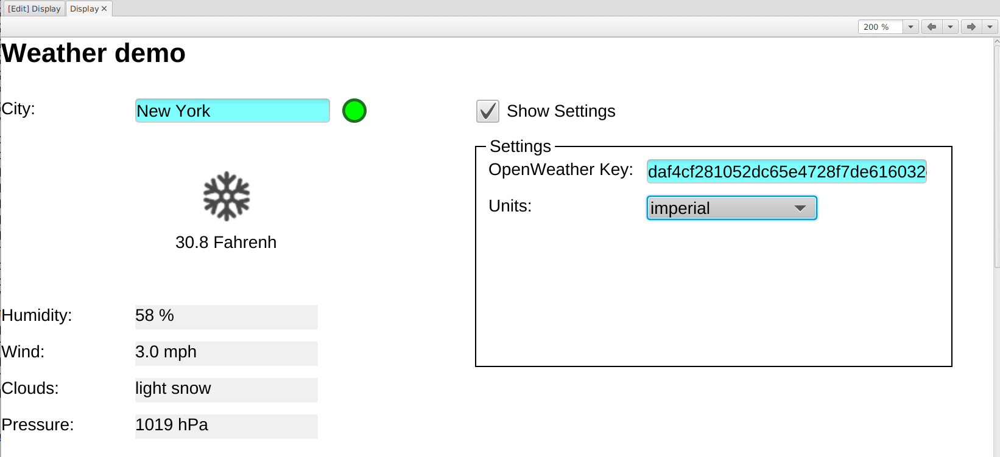 [Edit] Display Display
200 %
Weather demo
City: New York
Show Settings
Settings
OpenWeather Key: daf4cf281052dc65e4728f7de616032
Units: imperial
30.8 Fahrenh
Humidity: 58 %
Wind: 3.0 mph
Clouds: light snow
Pressure: 1019 hPa